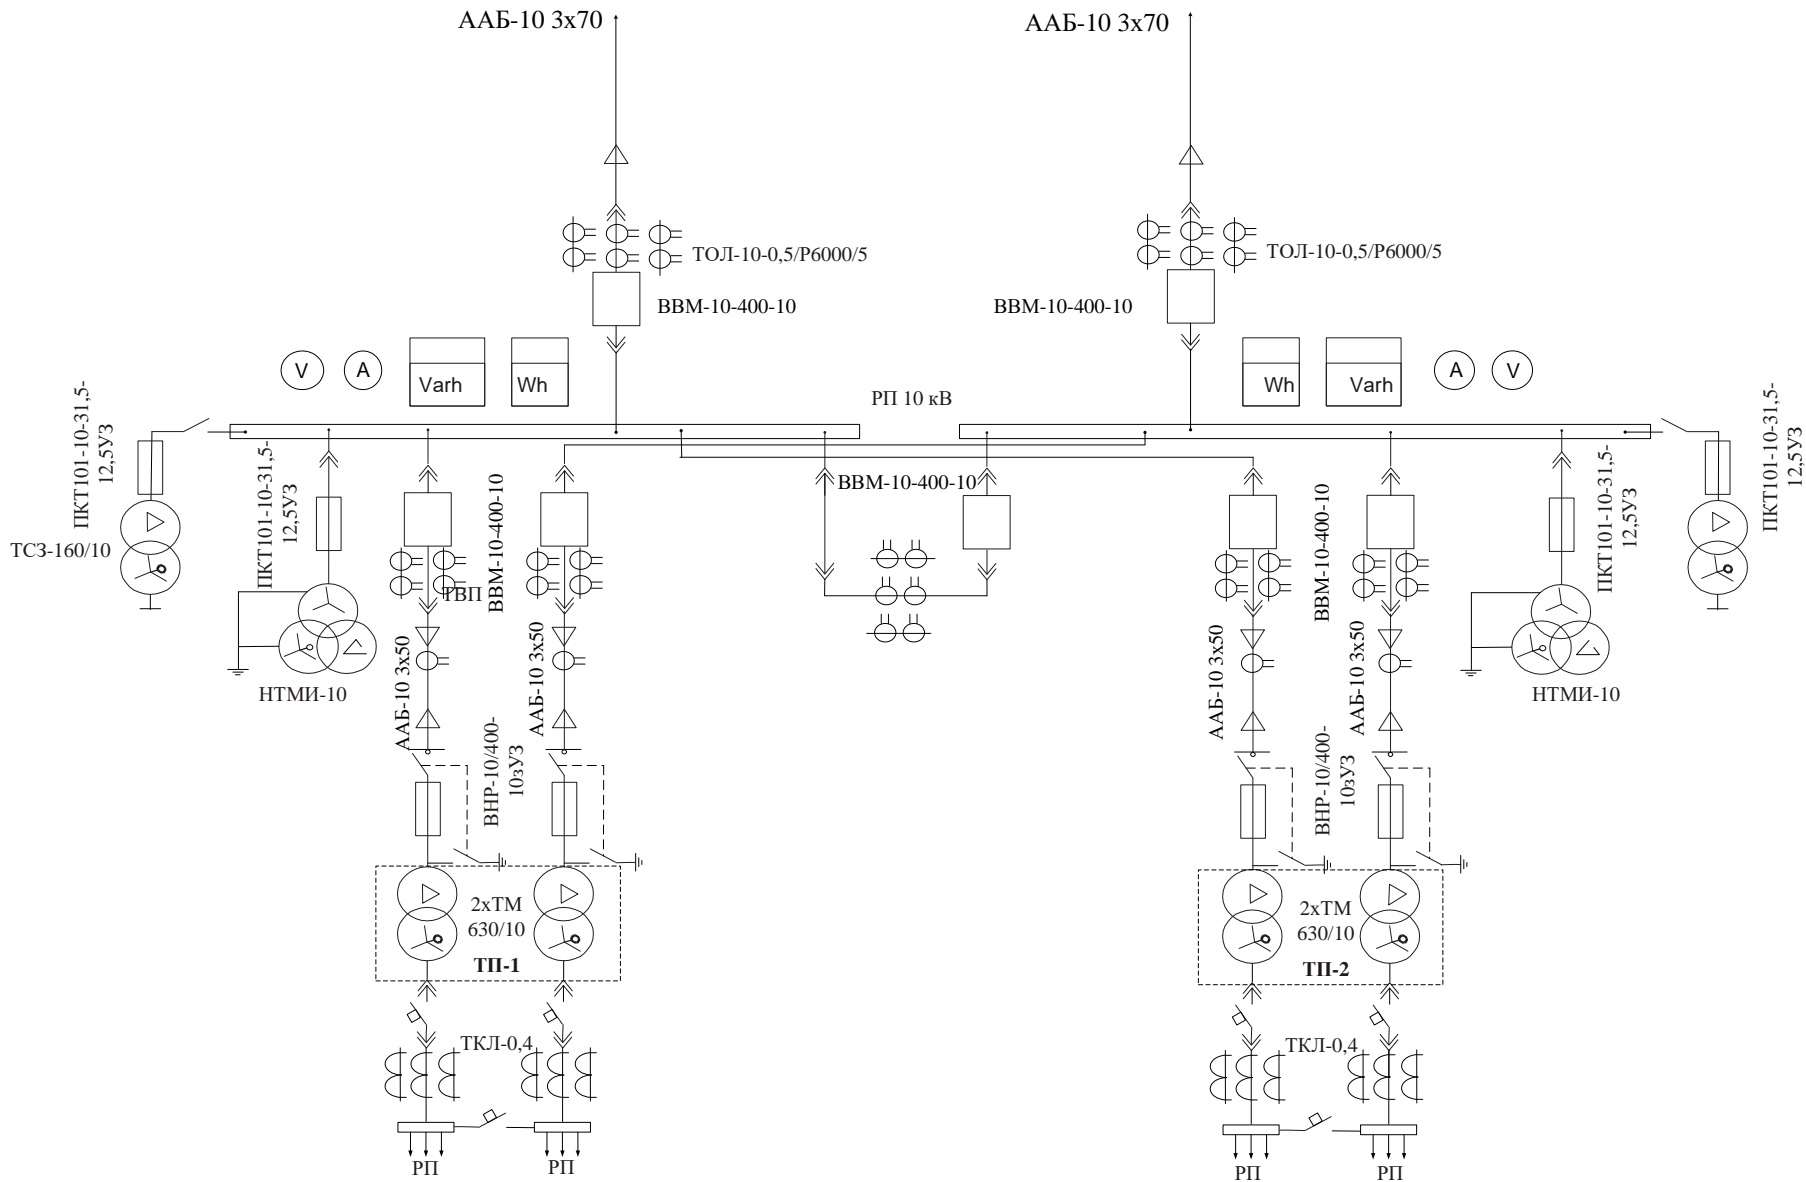 ААБ-10 3х70
ААБ-10 3х70
ТОЛ-10-0,5/Р6000/5
ТОЛ-10-0,5/Р6000/5
ВВМ-10-400-10
ВВМ-10-400-10
V
A
Varh
Wh
РП 10 кВ
Wh
Varh
A
V
ПКТ101-10-31,5-
12,5УЗ
ПКТ101-10-31,5-
12,5УЗ
ВВМ-10-400-10
ВВМ-10-400-10
ВВМ-10-400-10
ПКТ101-10-31,5-
12,5УЗ
ПКТ101-10-31,5-
12,5УЗ
ТСЗ-160/10
ТВП
НТМИ-10
НТМИ-10
ААБ-10 3х50
ААБ-10 3х50
ААБ-10 3х50
ААБ-10 3х50
ВНР-10/400-
10зУЗ
ВНР-10/400-
10зУЗ
2хТМ
630/10
ТП-1
2хТМ
630/10
ТП-2
ТКЛ-0,4
ТКЛ-0,4
РП
РП
РП
РП